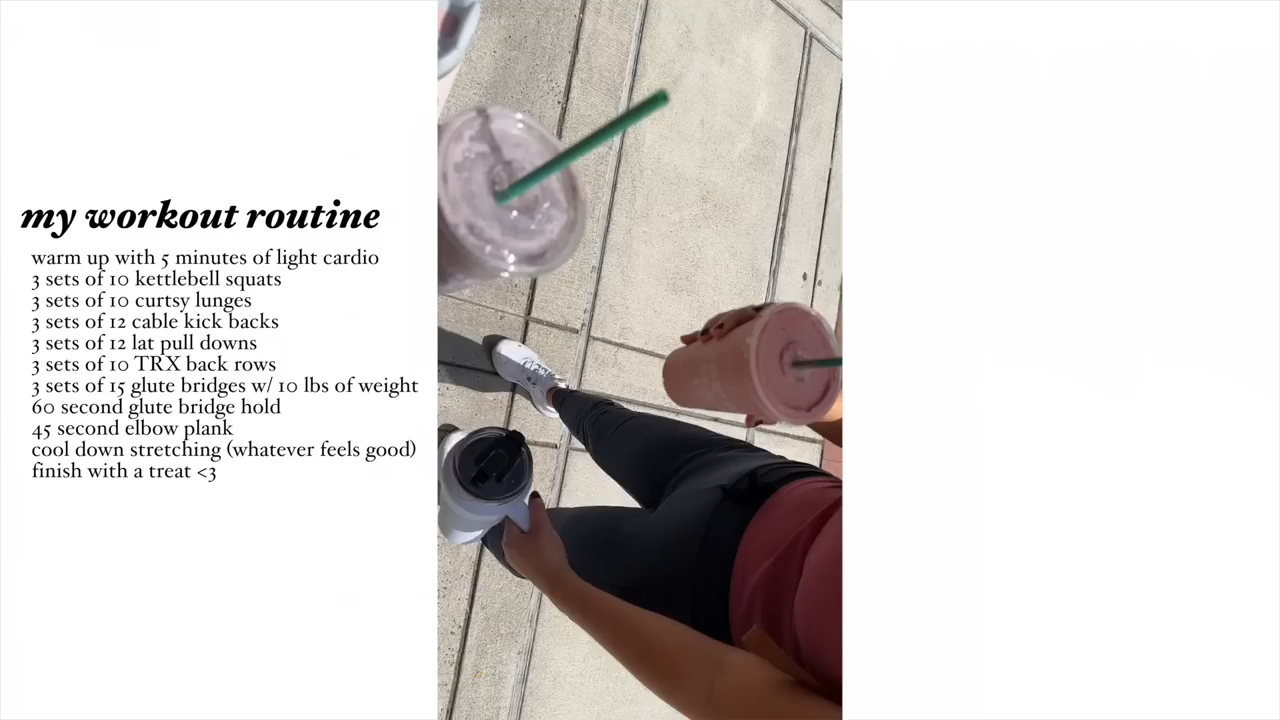 my workout routine
warm up with 5 minutes of light cardio
3 sets of 10 kettlebell squats
3 sets of 10 curtsy lunges
3 sets of 12 cable kick backs
3 sets of 12 lat pull downs
3 sets of 10 TRX back rows
3 sets of 15 glute bridges w/ 10 lbs of weight
60 second glute bridge hold
45 second elbow plank
cool down stretching (whatever feels good)
finish with a treat <3